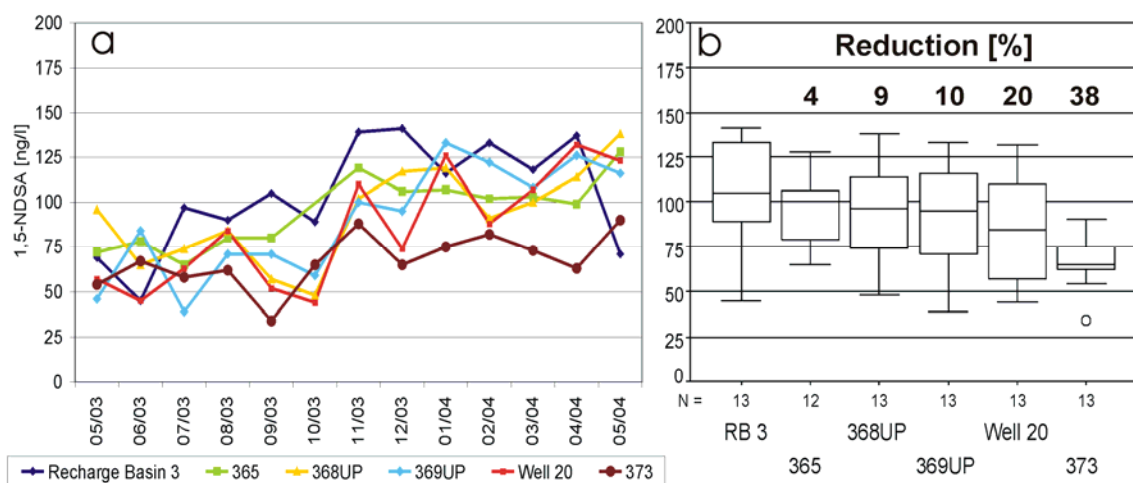 a
1,5-NDSA [ng/l]
200
175
150
125
100
75
50
25
0
05/03 06/03 07/03 08/03 09/03 10/03 11/03 12/03 01/04 02/04 03/04 04/04 05/04
Recharge Basin 3 365 368UP 369UP Well 20 373
b
Reduction [%]
4 9 10 20 38
200
175
150
125
100
75
50
25
0
N = 13 12 13 13 13 13
RB 3 368UP Well 20
365 369UP 373